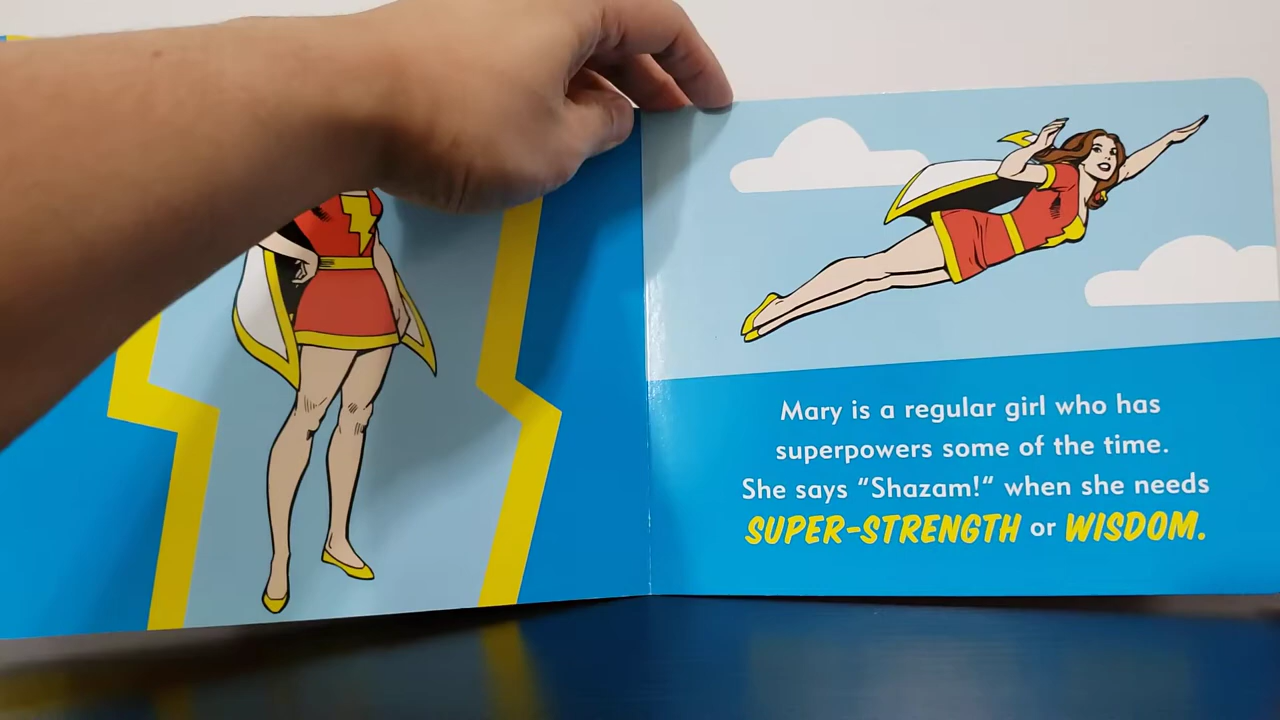 Mary is a regular girl who has
superpowers some of the time.
She says “Shazam!“ when she needs
SUPER-STRENGTH or WISDOM.